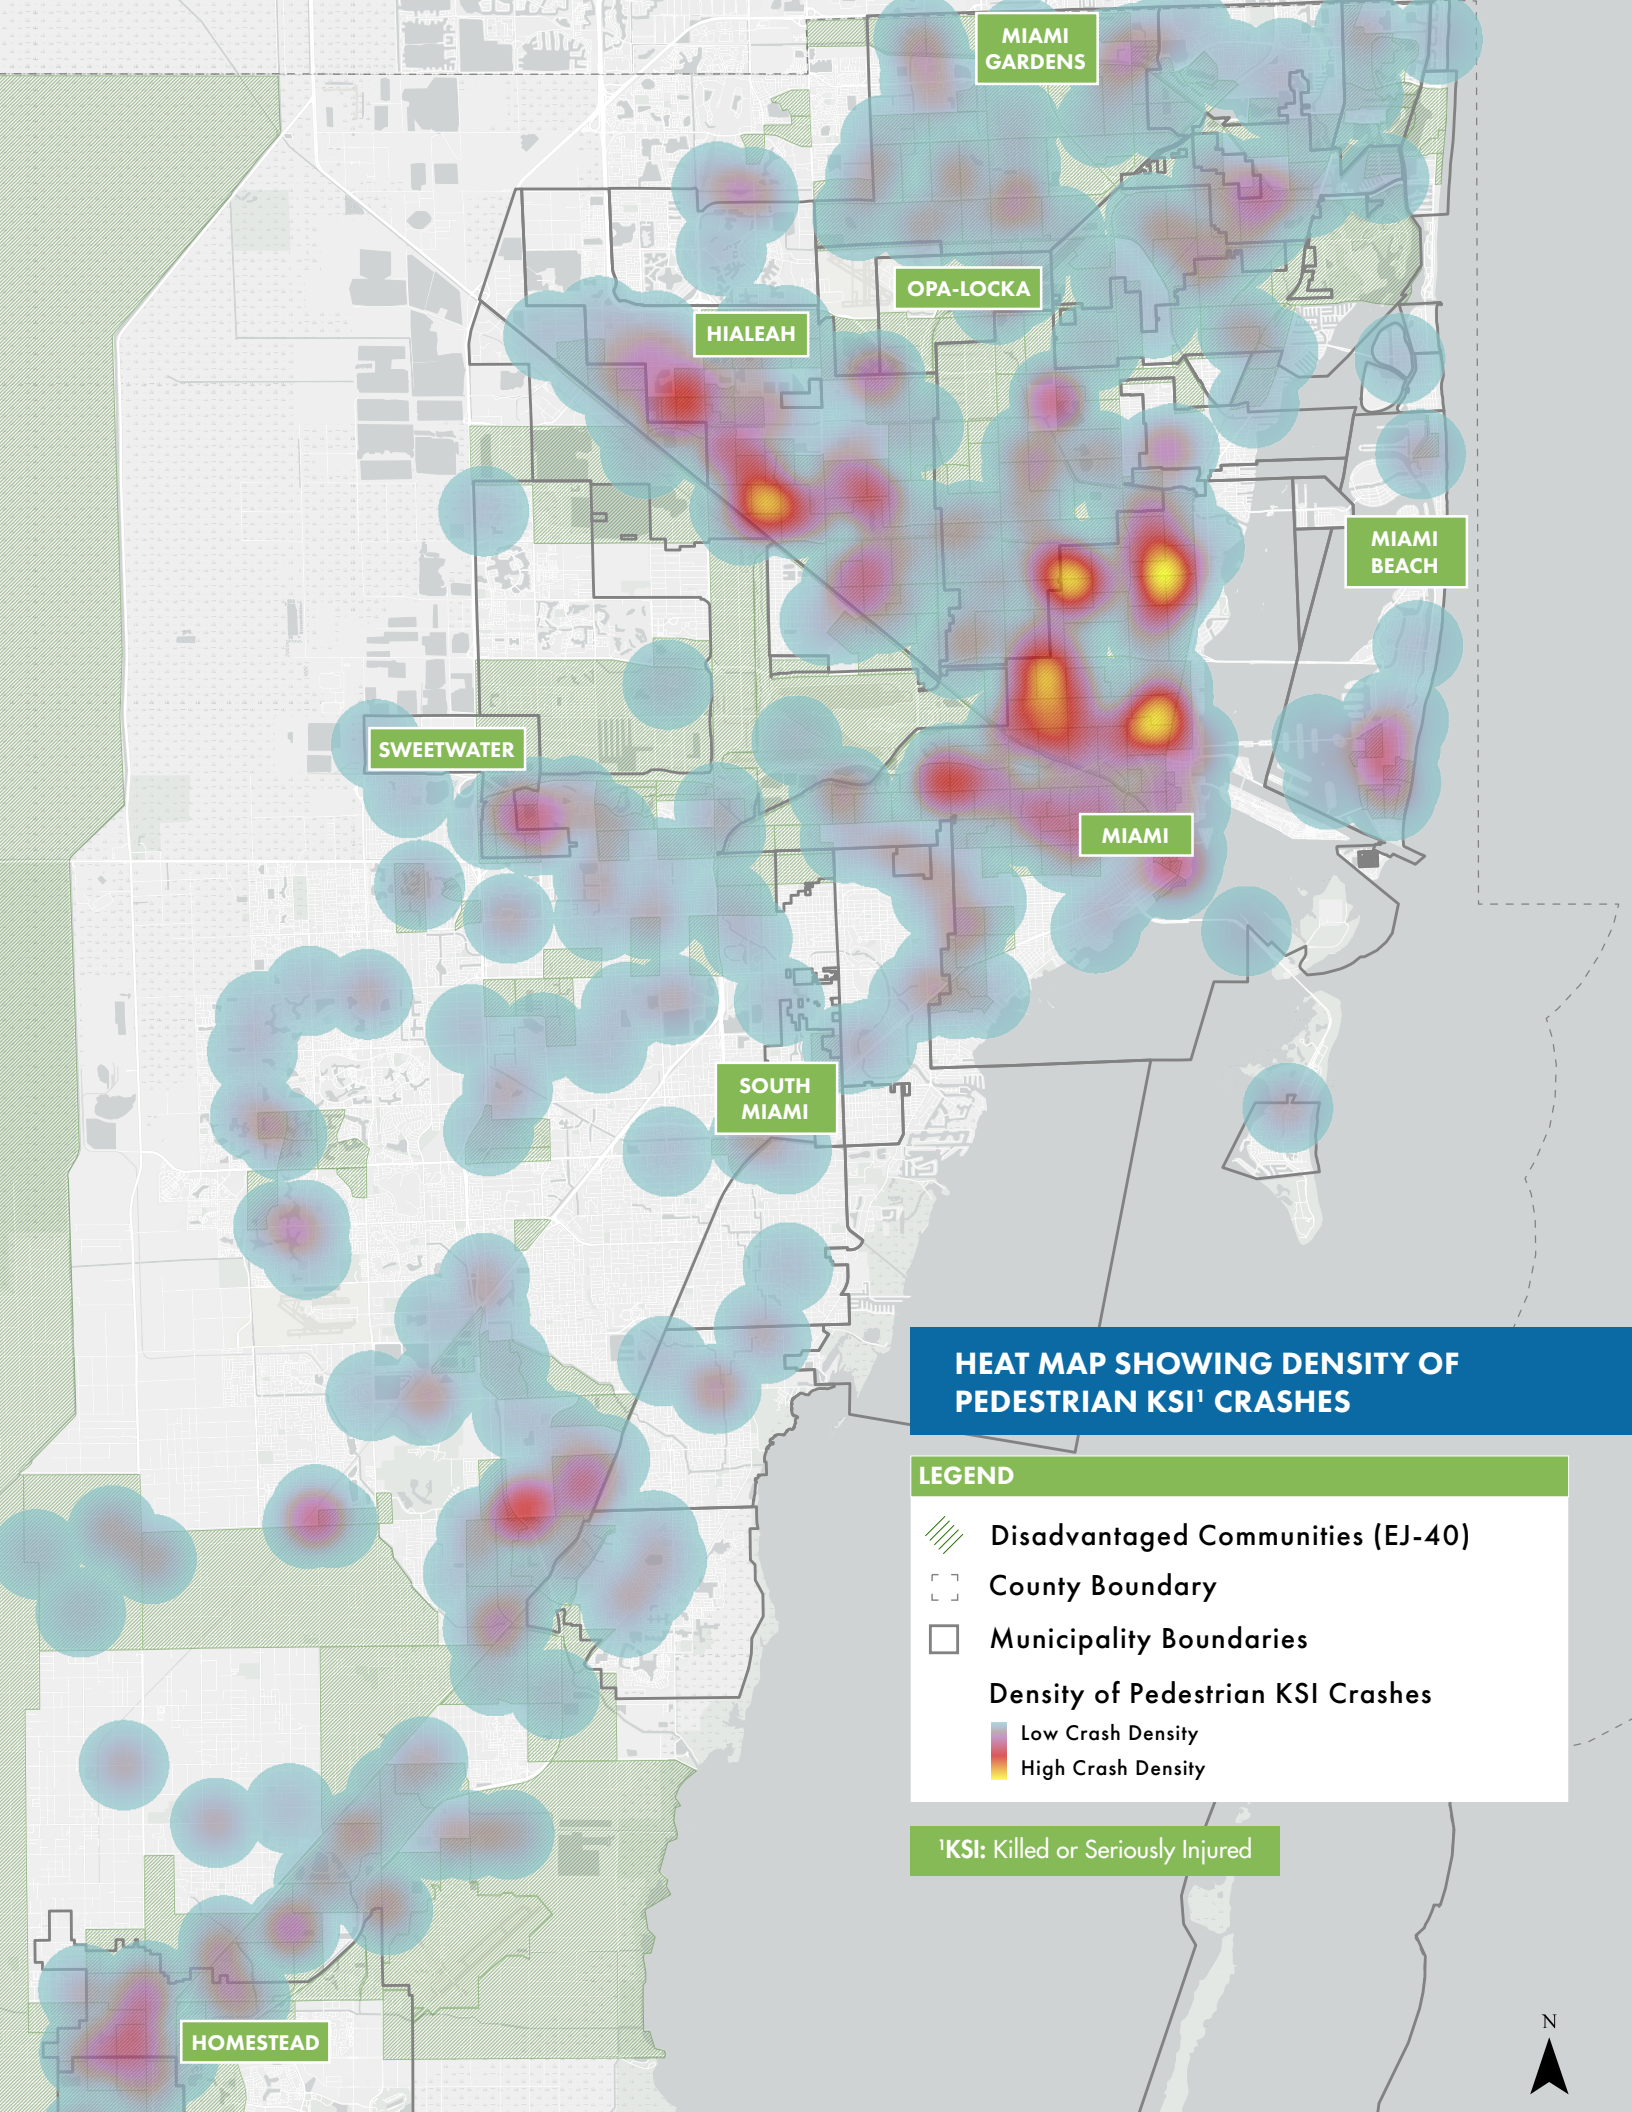 MIAMI
GARDENS
OPA-LOCKA
HIALEAH
MIAMI
BEACH
SWEETWATER
MIAMI
SOUTH
MIAMI
HEAT MAP SHOWING DENSITY OF
PEDESTRIAN KSI¹ CRASHES
LEGEND
Disadvantaged Communities (EJ-40)
County Boundary
Municipality Boundaries
Density of Pedestrian KSI Crashes
Low Crash Density
High Crash Density
¹KSI: Killed or Seriously Injured
HOMESTEAD
N